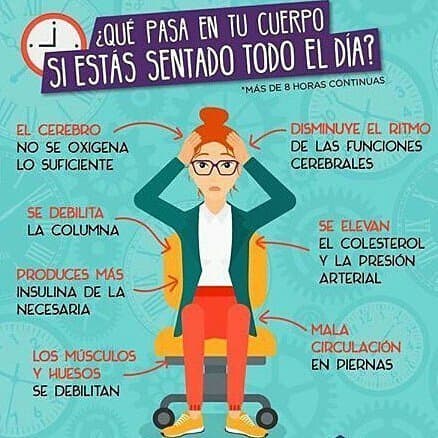 ¿QUÉ PASA EN TU CUERPO
SI ESTÁS SENTADO TODO EL DÍA?
*MÁS DE 8 HORAS CONTINUAS
EL CEREBRO
NO SE OXIGENA
LO SUFICIENTE
DISMINUYE EL RITMO
DE LAS FUNCIONES
CEREBRALES
SE DEBILITA
LA COLUMNA
SE ELEVAN
EL COLESTEROL
Y LA PRESIÓN
ARTERIAL
PRODUCES MÁS
INSULINA DE LA
NECESARIA
MALA
CIRCULACIÓN
EN PIERNAS
LOS MÚSCULOS
Y HUESOS
SE DEBILITAN